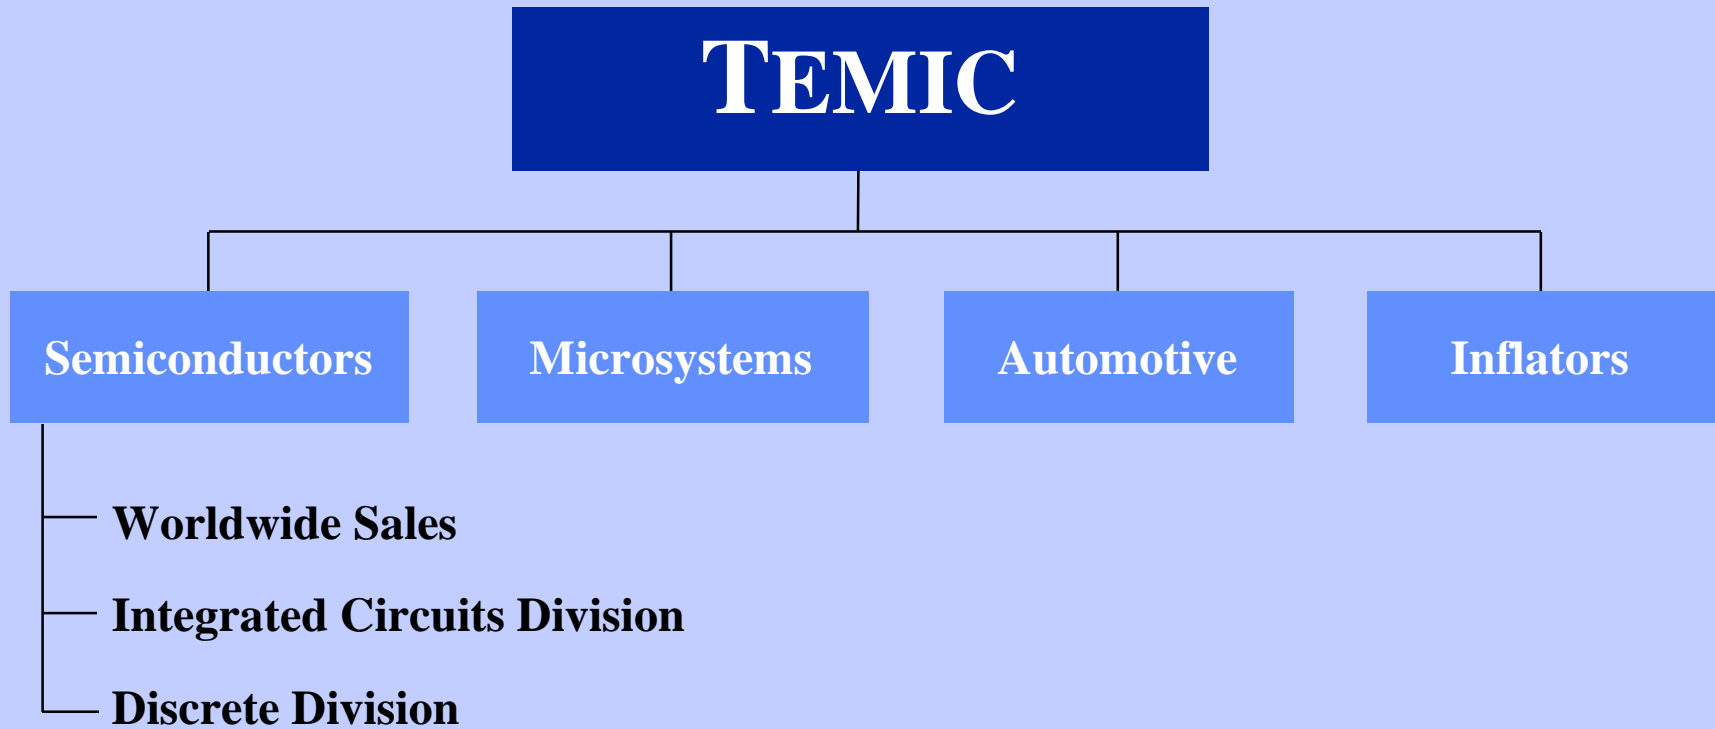 TEMIC
Semiconductors
Microsystems
Automotive
Inflators
Worldwide Sales
Integrated Circuits Division
Discrete Division